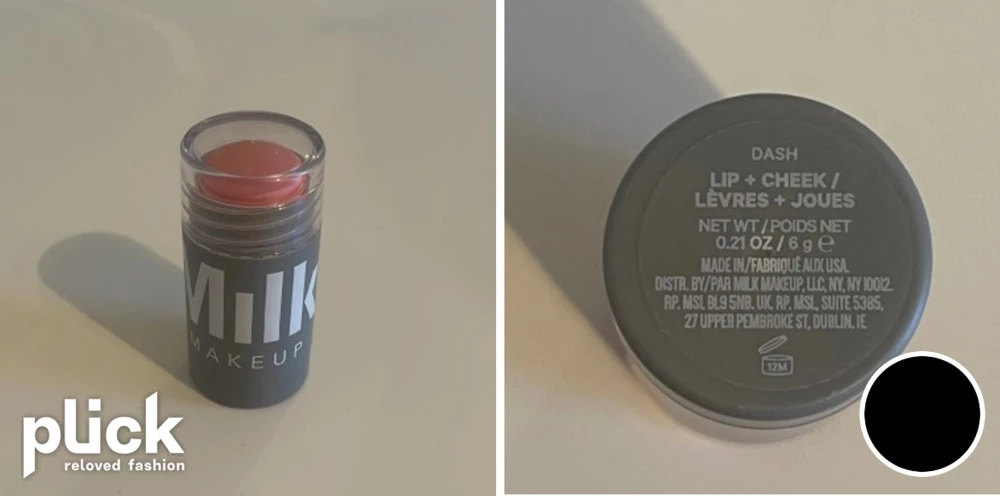 Milk
MAKEUP
plick
reloved fashion
DASH
LIP + CHEEK /
LÈVRES + JOUES
NET WT / POIDS NET
0.21 OZ / 6 g ℮
MADE IN/FABRIQUÉ AUX USA.
DISTR. BY/PAR MILK MAKEUP, LLC, NY, NY 10012.
RP. MSL BL9 5NB. UK. RP. MSL, SUITE 5385,
27 UPPER PEMBROKE ST, DUBLIN. IE
12M